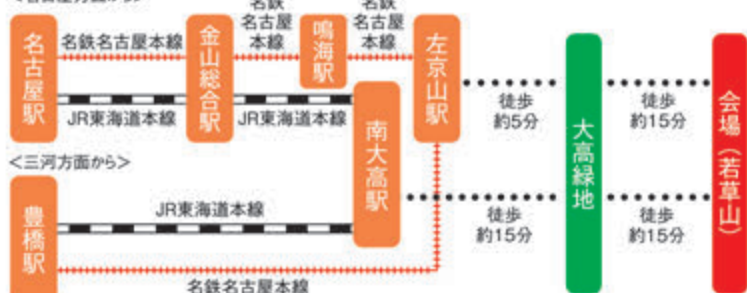 名鉄
名鉄名古屋本線
名古屋
本線
名鉄
名古屋
本線
名古屋駅
金山総合駅
鳴海駅
左京山駅
JR東海道本線
JR東海道本線
南大高駅
徒歩
約5分
大高緑地
徒歩
約15分
会場（若草山）
＜三河方面から＞
豊橋駅
JR東海道本線
徒歩
約15分
徒歩
約15分
名鉄名古屋本線